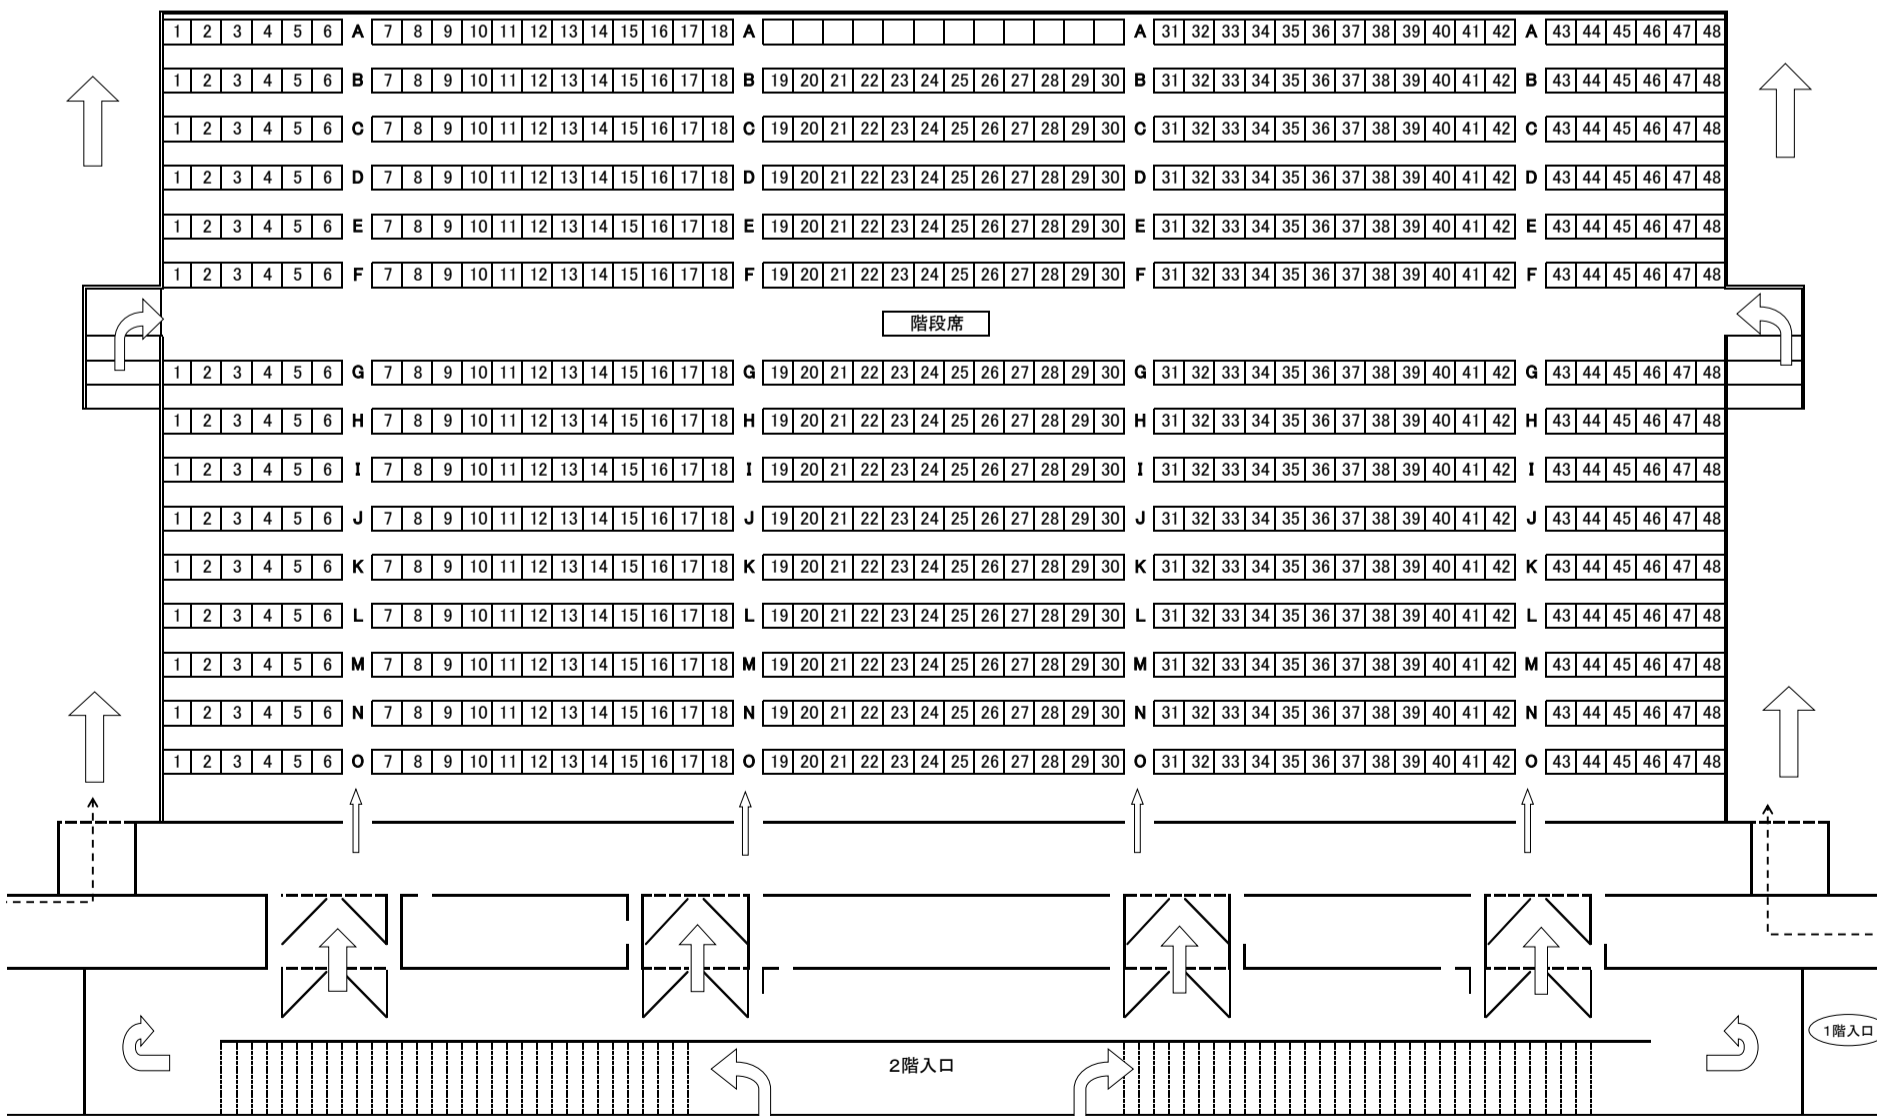 1 2 3 4 5 6 A 7 8 9 10 11 12 13 14 15 16 17 18 A A 31 32 33 34 35 36 37 38 39 40 41 42 A 43 44 45 46 47 48
1 2 3 4 5 6 B 7 8 9 10 11 12 13 14 15 16 17 18 B 19 20 21 22 23 24 25 26 27 28 29 30 B 31 32 33 34 35 36 37 38 39 40 41 42 B 43 44 45 46 47 48
1 2 3 4 5 6 C 7 8 9 10 11 12 13 14 15 16 17 18 C 19 20 21 22 23 24 25 26 27 28 29 30 C 31 32 33 34 35 36 37 38 39 40 41 42 C 43 44 45 46 47 48
1 2 3 4 5 6 D 7 8 9 10 11 12 13 14 15 16 17 18 D 19 20 21 22 23 24 25 26 27 28 29 30 D 31 32 33 34 35 36 37 38 39 40 41 42 D 43 44 45 46 47 48
1 2 3 4 5 6 E 7 8 9 10 11 12 13 14 15 16 17 18 E 19 20 21 22 23 24 25 26 27 28 29 30 E 31 32 33 34 35 36 37 38 39 40 41 42 E 43 44 45 46 47 48
1 2 3 4 5 6 F 7 8 9 10 11 12 13 14 15 16 17 18 F 19 20 21 22 23 24 25 26 27 28 29 30 F 31 32 33 34 35 36 37 38 39 40 41 42 F 43 44 45 46 47 48
階段席
1 2 3 4 5 6 G 7 8 9 10 11 12 13 14 15 16 17 18 G 19 20 21 22 23 24 25 26 27 28 29 30 G 31 32 33 34 35 36 37 38 39 40 41 42 G 43 44 45 46 47 48
1 2 3 4 5 6 H 7 8 9 10 11 12 13 14 15 16 17 18 H 19 20 21 22 23 24 25 26 27 28 29 30 H 31 32 33 34 35 36 37 38 39 40 41 42 H 43 44 45 46 47 48
1 2 3 4 5 6 I 7 8 9 10 11 12 13 14 15 16 17 18 I 19 20 21 22 23 24 25 26 27 28 29 30 I 31 32 33 34 35 36 37 38 39 40 41 42 I 43 44 45 46 47 48
1 2 3 4 5 6 J 7 8 9 10 11 12 13 14 15 16 17 18 J 19 20 21 22 23 24 25 26 27 28 29 30 J 31 32 33 34 35 36 37 38 39 40 41 42 J 43 44 45 46 47 48
1 2 3 4 5 6 K 7 8 9 10 11 12 13 14 15 16 17 18 K 19 20 21 22 23 24 25 26 27 28 29 30 K 31 32 33 34 35 36 37 38 39 40 41 42 K 43 44 45 46 47 48
1 2 3 4 5 6 L 7 8 9 10 11 12 13 14 15 16 17 18 L 19 20 21 22 23 24 25 26 27 28 29 30 L 31 32 33 34 35 36 37 38 39 40 41 42 L 43 44 45 46 47 48
1 2 3 4 5 6 M 7 8 9 10 11 12 13 14 15 16 17 18 M 19 20 21 22 23 24 25 26 27 28 29 30 M 31 32 33 34 35 36 37 38 39 40 41 42 M 43 44 45 46 47 48
1 2 3 4 5 6 N 7 8 9 10 11 12 13 14 15 16 17 18 N 19 20 21 22 23 24 25 26 27 28 29 30 N 31 32 33 34 35 36 37 38 39 40 41 42 N 43 44 45 46 47 48
1 2 3 4 5 6 O 7 8 9 10 11 12 13 14 15 16 17 18 O 19 20 21 22 23 24 25 26 27 28 29 30 O 31 32 33 34 35 36 37 38 39 40 41 42 O 43 44 45 46 47 48
1階入口
2階入口